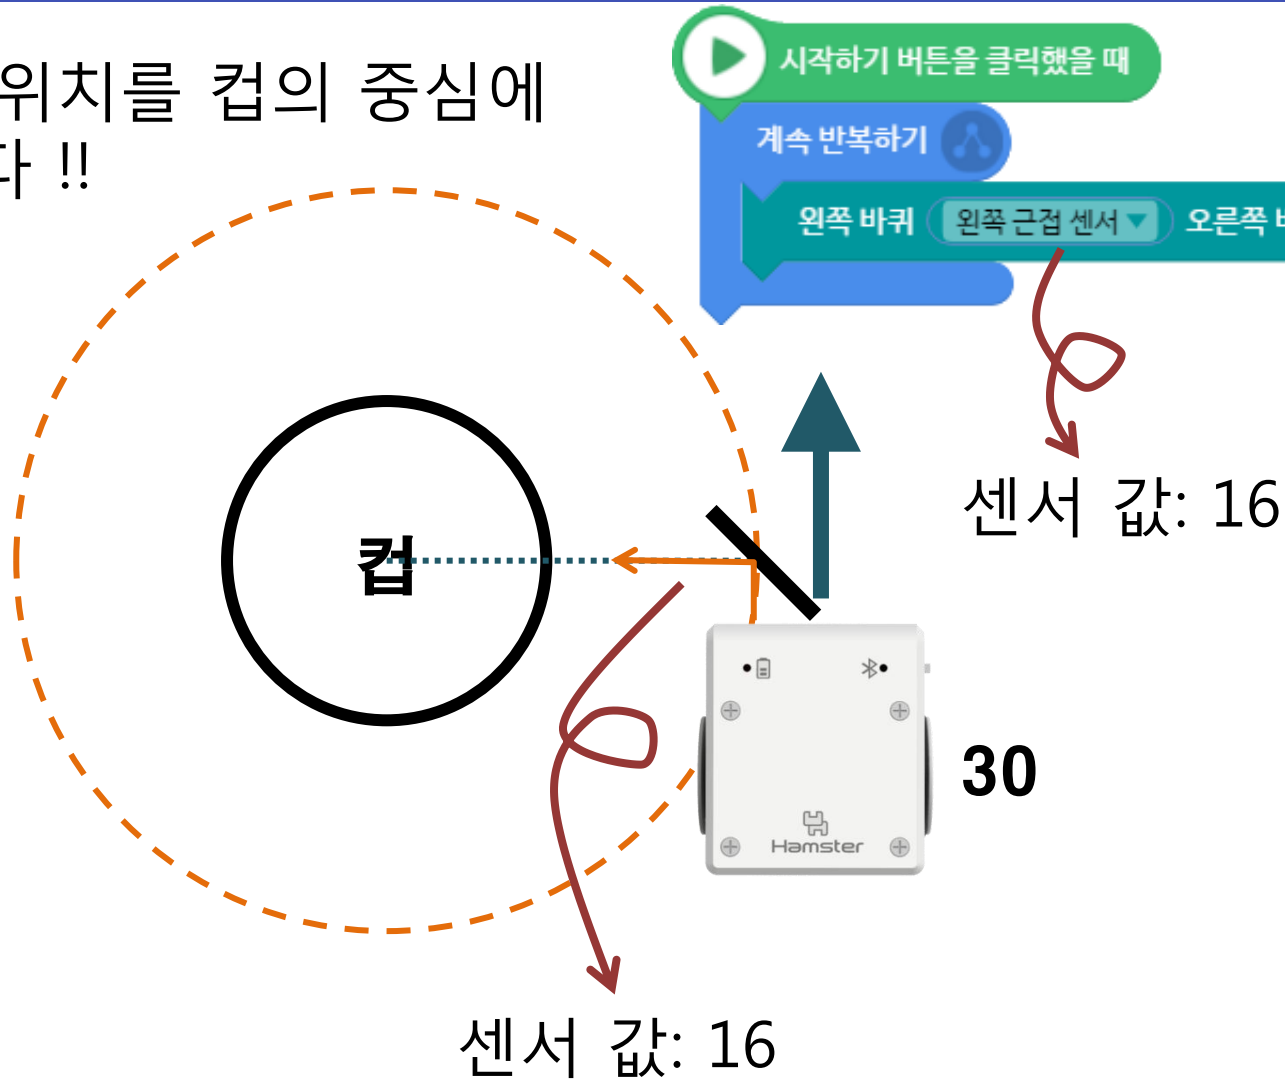 위치를 컵의 중심에
다 !!
시작하기 버튼을 클릭했을 때
계속 반복하기
왼쪽 바퀴 왼쪽 근접 센서 오른쪽
센서 값: 16
컵
30
Hamster
센서 값: 16